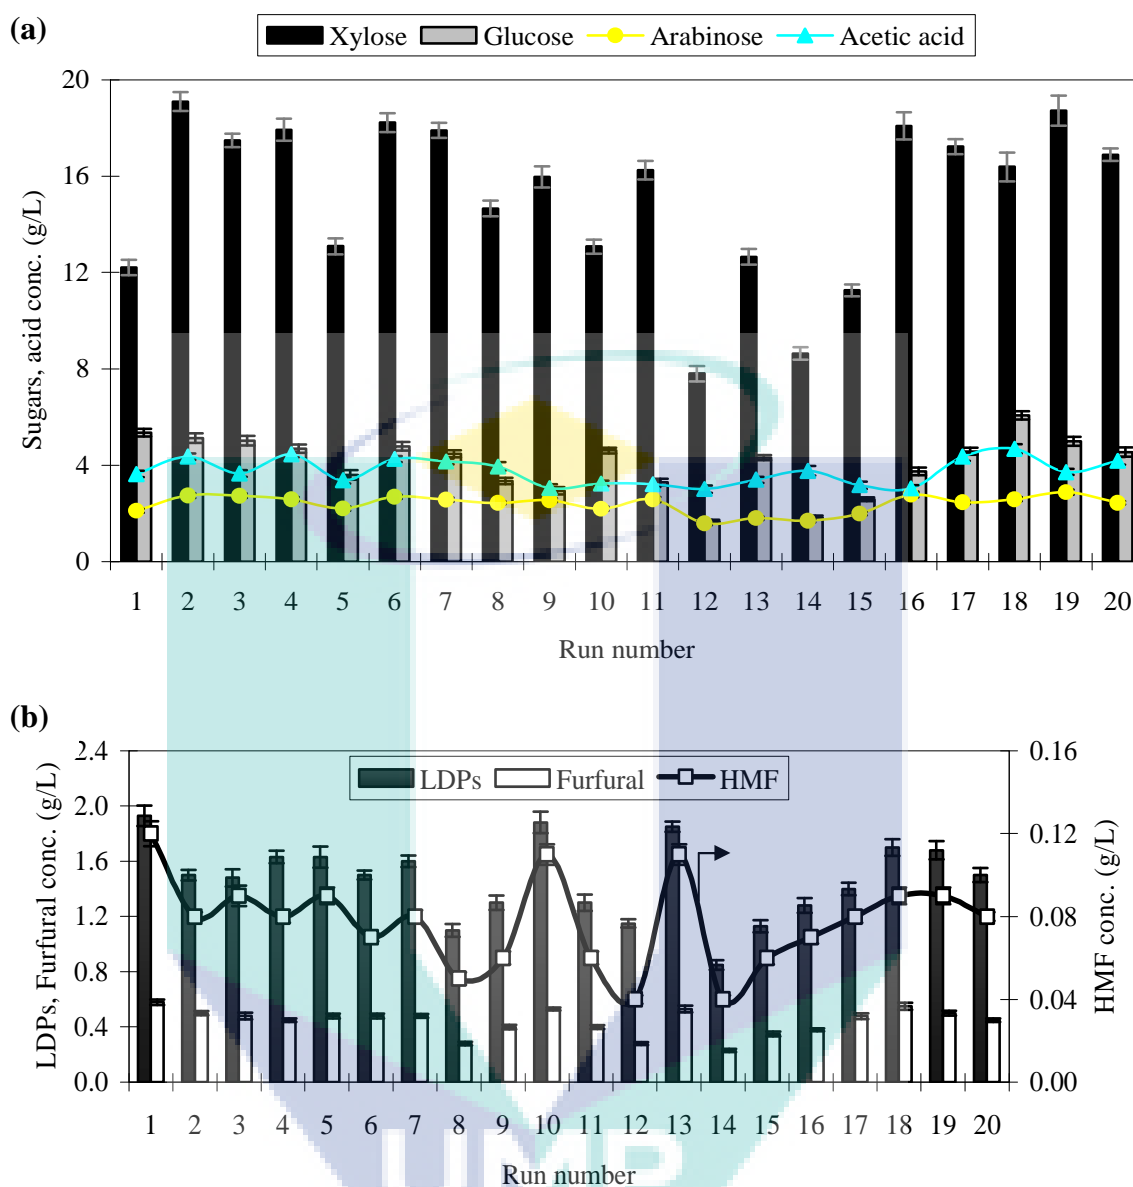 (a)
Xylose Glucose Arabinose Acetic acid
Sugars, acid conc. (g/L)
20
16
12
8
4
0
1 2 3 4 5 6 7 8 9 10 11 12 13 14 15 16 17 18 19 20
Run number
(b)
LDPs Furfural HMF
LDPs, Furfural conc. (g/L)
2.4
2.0
1.6
1.2
0.8
0.4
0.0
0.16
0.12
0.08
0.04
0.00
HMF conc. (g/L)
1 2 3 4 5 6 7 8 9 10 11 12 13 14 15 16 17 18 19 20
Run number
UMP